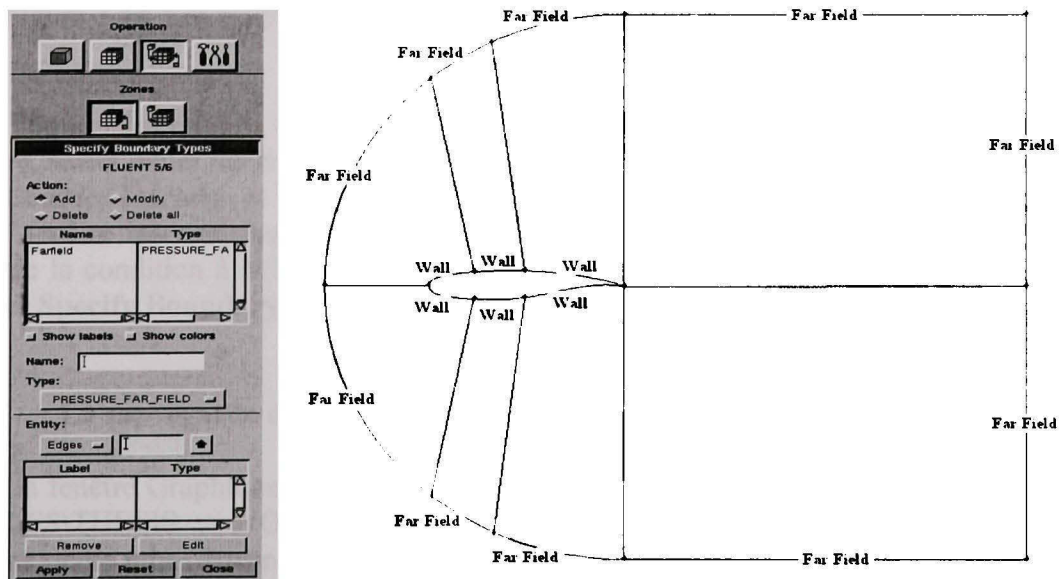 Operation
Zones
Specify Boundary Types
FLUENT 5/6
Action:
Add Modify
Delete Delete all
Name Type
Farfield PRESSURE_FA
Show labels Show colors
Name:
Type:
PRESSURE_FAR_FIELD
Entity:
Edges
Label Type
Remove Edit
Apply Reset Close
Far Field
Far Field
Far Field
Far Field
Far Field
Wall
Wall
Wall
Wall
Wall
Wall
Far Field
Far Field
Far Field
Far Field
Far Field